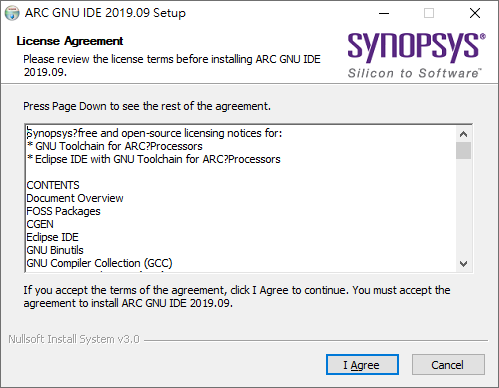 ARC GNU IDE 2019.09 Setup
License Agreement
Please review the license terms before installing ARC GNU IDE
2019.09.
SYNOPSYS®
Silicon to Software™
Press Page Down to see the rest of the agreement.
Synopsys?free and open-source licensing notices for:
* GNU Toolchain for ARC?Processors
* Eclipse IDE with GNU Toolchain for ARC?Processors
CONTENTS
Document Overview
FOSS Packages
CGEN
Eclipse IDE
GNU Binutils
GNU Compiler Collection (GCC)
If you accept the terms of the agreement, click I Agree to continue. You must accept the
agreement to install ARC GNU IDE 2019.09.
Nullsoft Install System v3.0
I Agree
Cancel